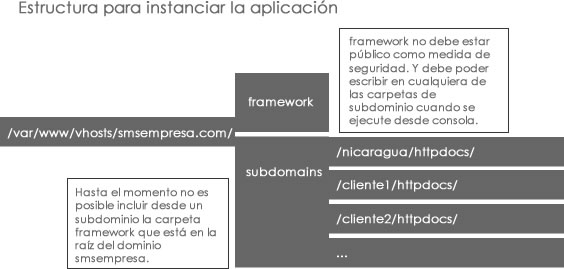 Estructura para instanciar la aplicación
framework no debe estar
público como medida de
seguridad. Y debe poder
escribir en cualquiera de
las carpetas de
subdominio cuando se
ejecute desde consola.
framework
/var/www/vhosts/smsempresa.com/
subdomains
/nicaragua/httpdocs/
/cliente1/httpdocs/
/cliente2/httpdocs/
...
Hasta el momento no es
posible incluir desde un
subdominio la carpeta
framework que está en la
raíz del dominio
smsempresa.